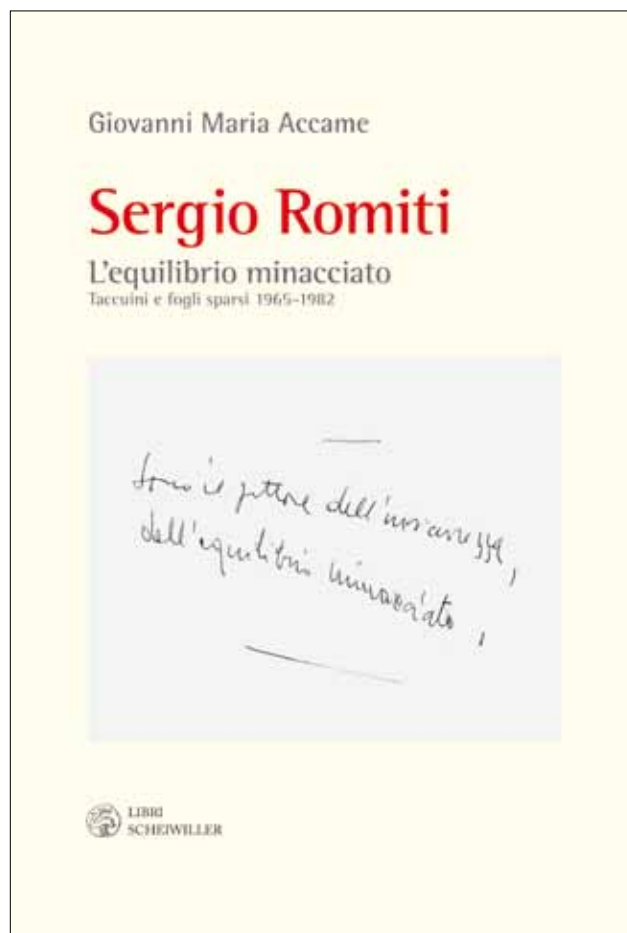 Giovanni Maria Accame
Sergio Romiti
L'equilibrio minacciato
Taccuini e fogli sparsi 1965-1982
Sono il pittore dell'insicurezza,
dell'equilibrio minacciato,
LIBRI
SCHEIWILLER